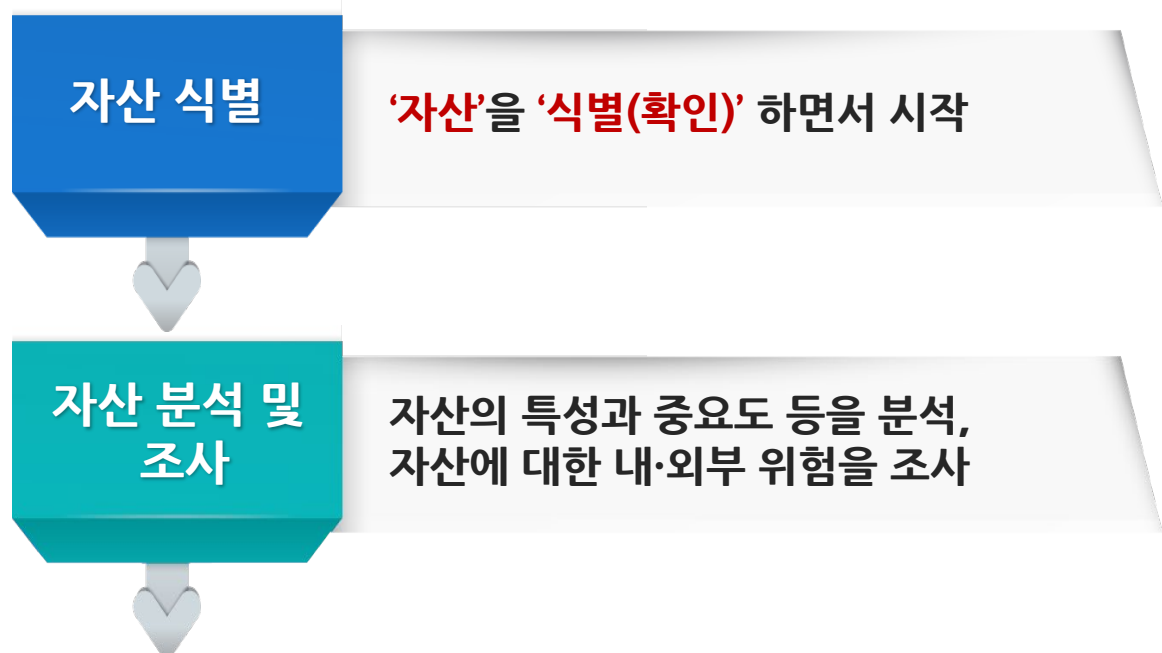 자산 식별
‘자산’을 ‘식별(확인)’ 하면서 시작
자산 분석 및
조사
자산의 특성과 중요도 등을 분석,
자산에 대한 내·외부 위험을 조사